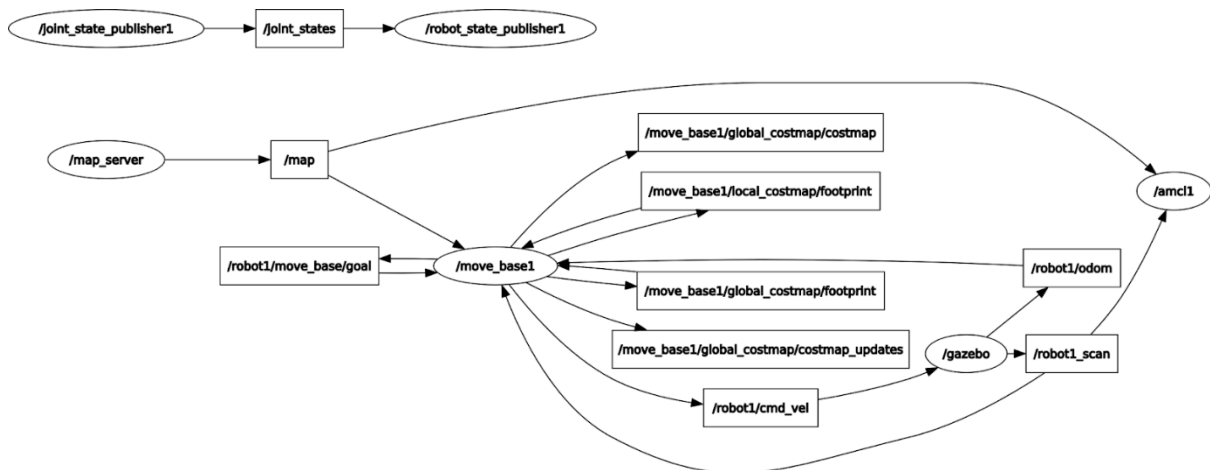 /joint_state_publisher1
/joint_states
/robot_state_publisher1
/map_server
/map
/move_base1/global_costmap/costmap
/move_base1/local_costmap/footprint
/amcl1
/robot1/move_base/goal
/move_base1
/robot1/odom
/move_base1/global_costmap/footprint
/move_base1/global_costmap/costmap_updates
/gazebo
/robot1_scan
/robot1/cmd_vel